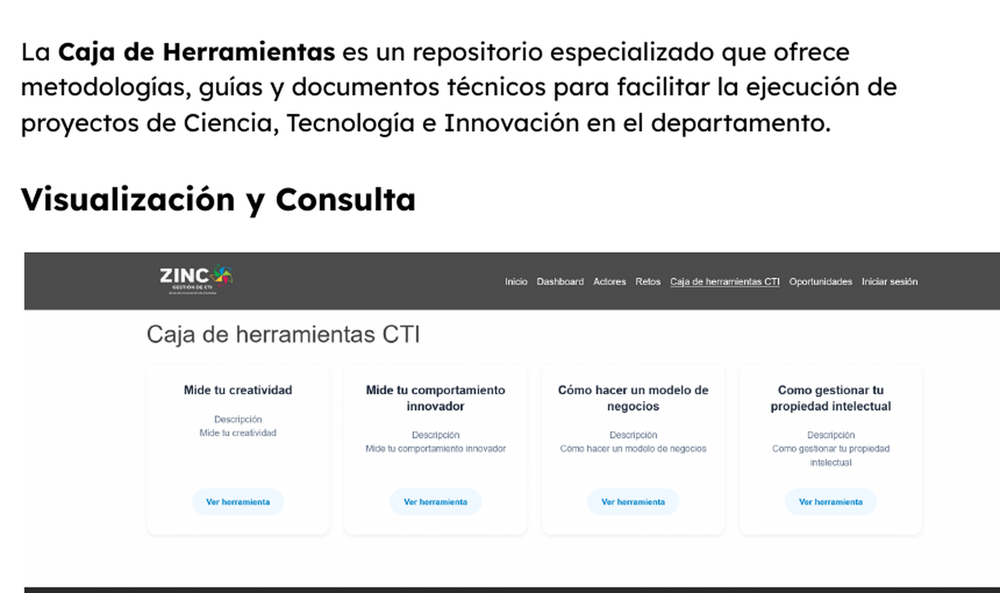 La Caja de Herramientas es un repositorio especializado que ofrece
metodologías, guías y documentos técnicos para facilitar la ejecución de
proyectos de Ciencia, Tecnología e Innovación en el departamento.
Visualización y Consulta
ZINC
GESTIÓN DE CTI
Inicio Dashboard Actores Retos Caja de herramientas CTI Oportunidades Iniciar sesión
Caja de herramientas CTI
Mide tu creatividad
Descripción
Mide tu creatividad
Ver herramienta
Mide tu comportamiento
innovador
Descripción
Mide tu comportamiento innovador
Ver herramienta
Cómo hacer un modelo de
negocios
Descripción
Cómo hacer un modelo de negocios
Ver herramienta
Como gestionar tu
propiedad intelectual
Descripción
Como gestionar tu propiedad
intelectual
Ver herramienta